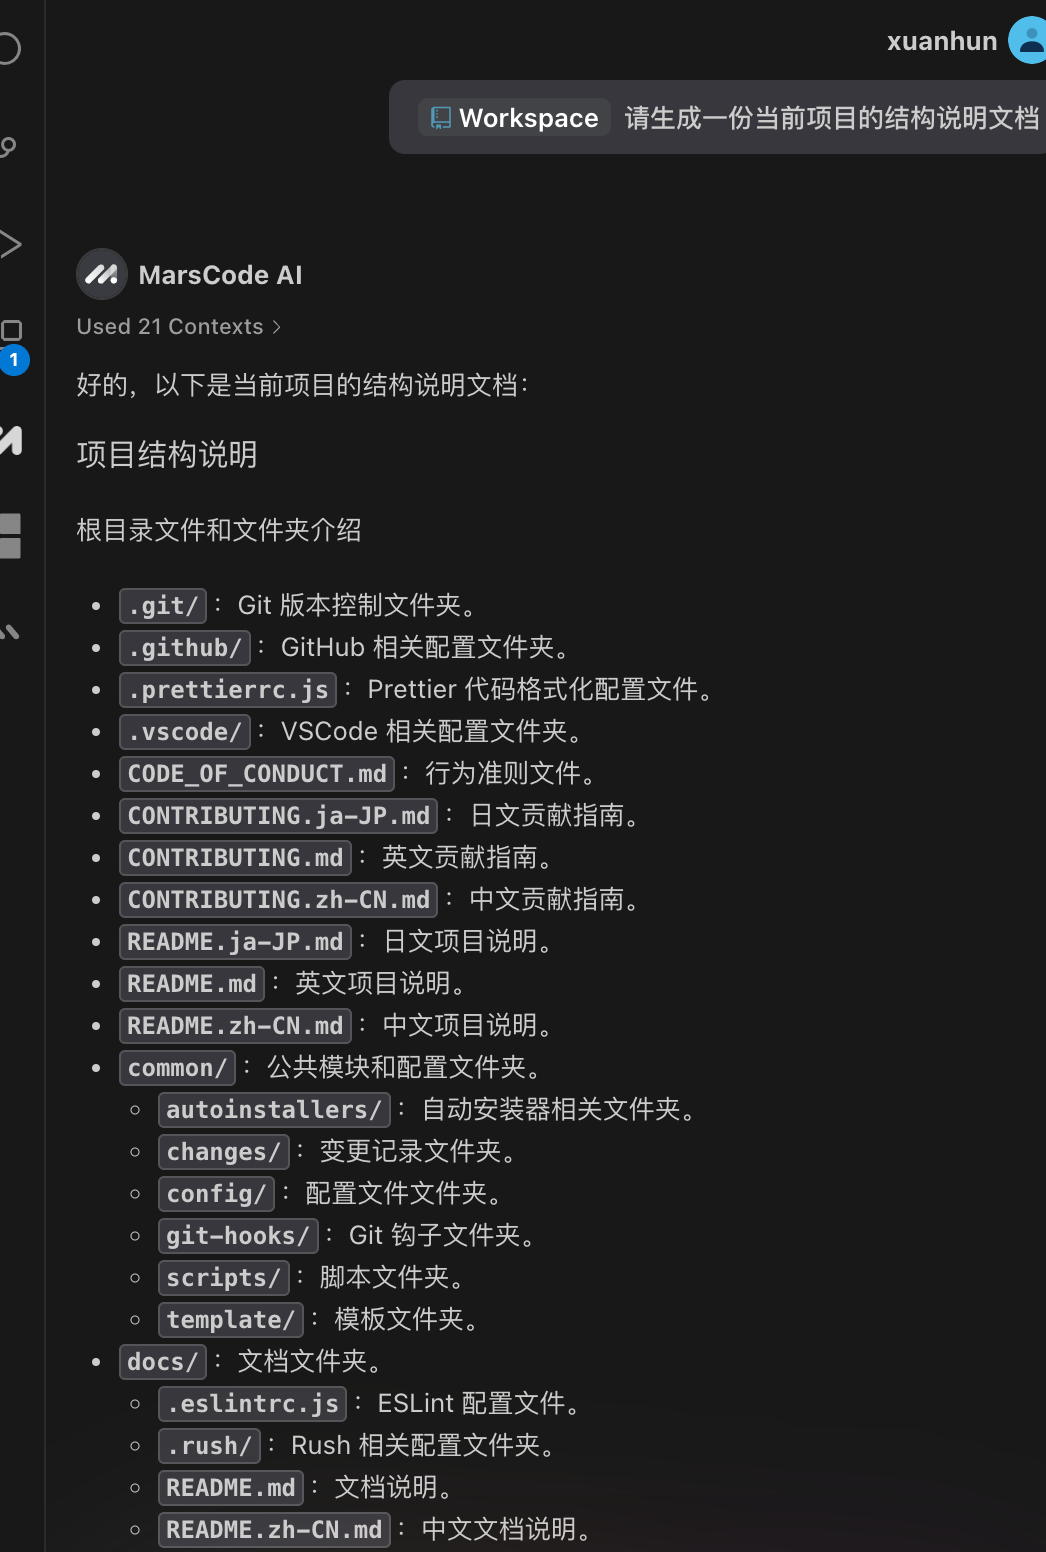 xuanhun
Workspace 请生成一份当前项目的结构说明文档
MarsCode AI
Used 21 Contexts
1
好的，以下是当前项目的结构说明文档：
项目结构说明
根目录文件和文件夹介绍
.git/ ：Git 版本控制文件夹。
.github/ ：GitHub 相关配置文件夹。
.prettierrc.js ：Prettier 代码格式化配置文件。
.vscode/ ：VSCode 相关配置文件夹。
CODE_OF_CONDUCT.md ：行为准则文件。
CONTRIBUTING.ja-JP.md ：日文贡献指南。
CONTRIBUTING.md ：英文贡献指南。
CONTRIBUTING.zh-CN.md ：中文贡献指南。
README.ja-JP.md ：日文项目说明。
README.md ：英文项目说明。
README.zh-CN.md ：中文项目说明。
common/ ：公共模块和配置文件夹。
autoinstallers/ ：自动安装器相关文件夹。
changes/ ：变更记录文件夹。
config/ ：配置文件文件夹。
git-hooks/ ：Git 钩子文件夹。
scripts/ ：脚本文件夹。
template/ ：模板文件夹。
docs/ ：文档文件夹。
.eslintrc.js ：ESLint 配置文件。
.rush/ ：Rush 相关配置文件夹。
README.md ：文档说明。
README.zh-CN.md ：中文文档说明。